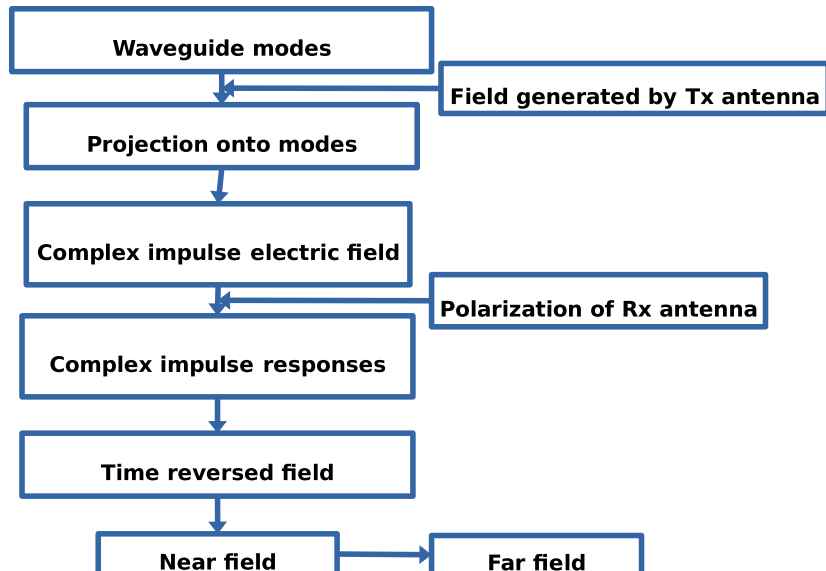 Waveguide modes
Field generated by Tx antenna
Projection onto modes
Complex impulse electric field
Polarization of Rx antenna
Complex impulse responses
Time reversed field
Near field
Far field